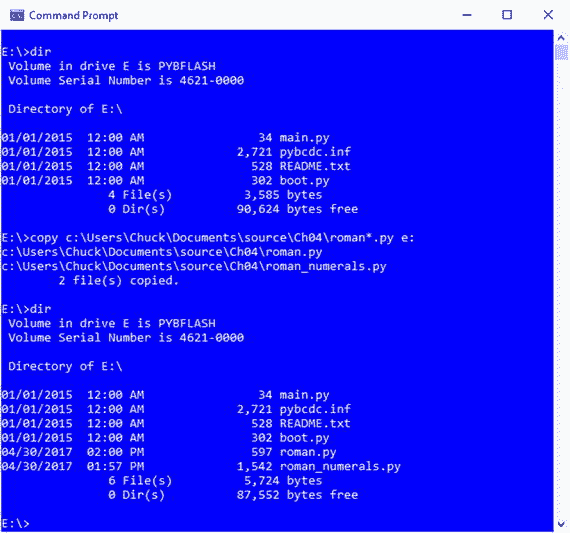 Command Prompt
E:\>dir
 Volume in drive E is PYBFLASH
 Volume Serial Number is 4621-0000
 Directory of E:\
01/01/2015  12:00 AM                34 main.py
01/01/2015  12:00 AM             2,721 pybcdc.inf
01/01/2015  12:00 AM               528 README.txt
01/01/2015  12:00 AM               302 boot.py
               4 File(s)          3,585 bytes
               0 Dir(s)          90,624 bytes free
E:\>copy c:\Users\Chuck\Documents\source\Ch04\roman*.py e:
c:\Users\Chuck\Documents\source\Ch04\roman.py
c:\Users\Chuck\Documents\source\Ch04\roman_numerals.py
        2 file(s) copied.
E:\>dir
 Volume in drive E is PYBFLASH
 Volume Serial Number is 4621-0000
 Directory of E:\
01/01/2015  12:00 AM                34 main.py
01/01/2015  12:00 AM             2,721 pybcdc.inf
01/01/2015  12:00 AM               528 README.txt
01/01/2015  12:00 AM               302 boot.py
04/30/2017  02:00 PM               597 roman.py
04/30/2017  01:57 PM             1,542 roman_numerals.py
               6 File(s)          5,724 bytes
               0 Dir(s)          87,552 bytes free
E:\>